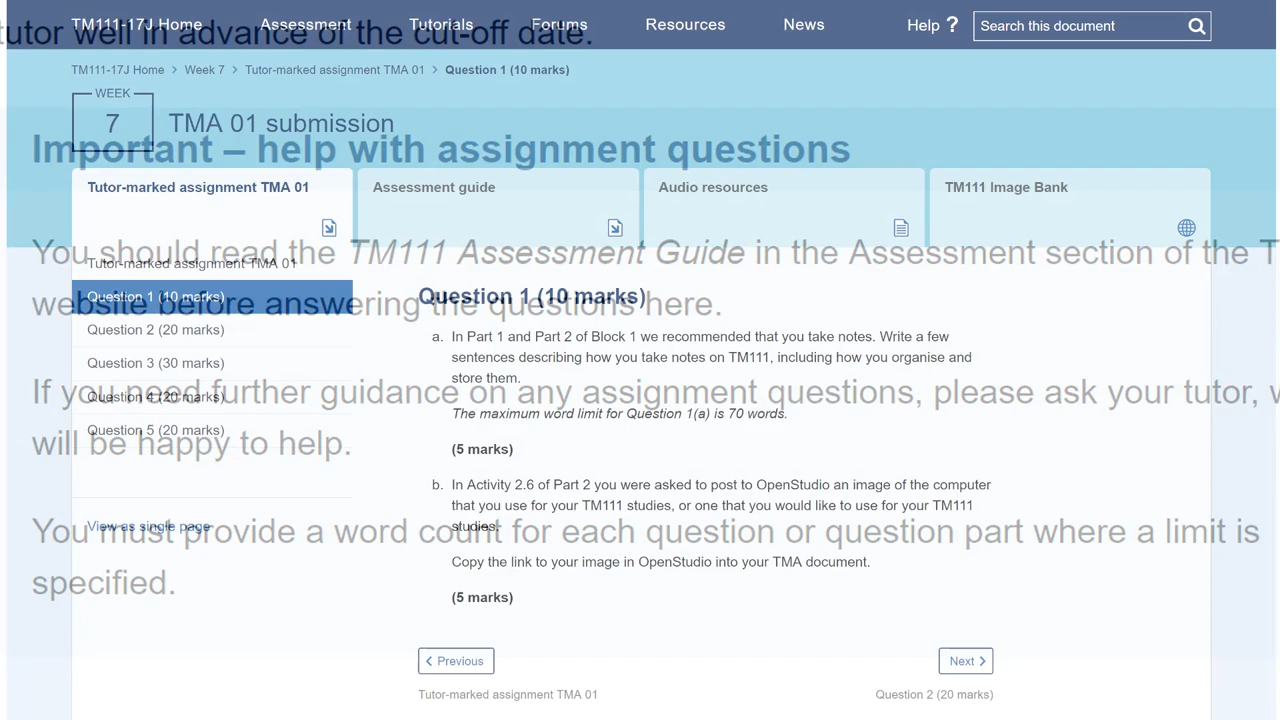 TM111-17J Home Assessment Tutorials Forums Resources News Help ? Search this document
tutor well in advance of the cut-off date.
TM111-17J Home > Week 7 > Tutor-marked assignment TMA 01 > Question 1 (10 marks)
WEEK
7 TMA 01 submission
Important – help with assignment questions
Tutor-marked assignment TMA 01 Assessment guide Audio resources TM111 Image Bank
You should read the TM111 Assessment Guide in the Assessment section of the T
website before answering the questions here.
If you need further guidance on any assignment questions, please ask your tutor,
will be happy to help.
You must provide a word count for each question or question part where a limit is
specified.
Tutor-marked assignment TMA 01
Question 1 (10 marks)
Question 2 (20 marks)
Question 3 (30 marks)
Question 4 (20 marks)
Question 5 (20 marks)
View as single page
Question 1 (10 marks)
a. In Part 1 and Part 2 of Block 1 we recommended that you take notes. Write a few
sentences describing how you take notes on TM111, including how you organise and
store them.
The maximum word limit for Question 1(a) is 70 words.
(5 marks)
b. In Activity 2.6 of Part 2 you were asked to post to OpenStudio an image of the computer
that you use for your TM111 studies, or one that you would like to use for your TM111
studies.
Copy the link to your image in OpenStudio into your TMA document.
(5 marks)
< Previous Next >
Tutor-marked assignment TMA 01 Question 2 (20 marks)